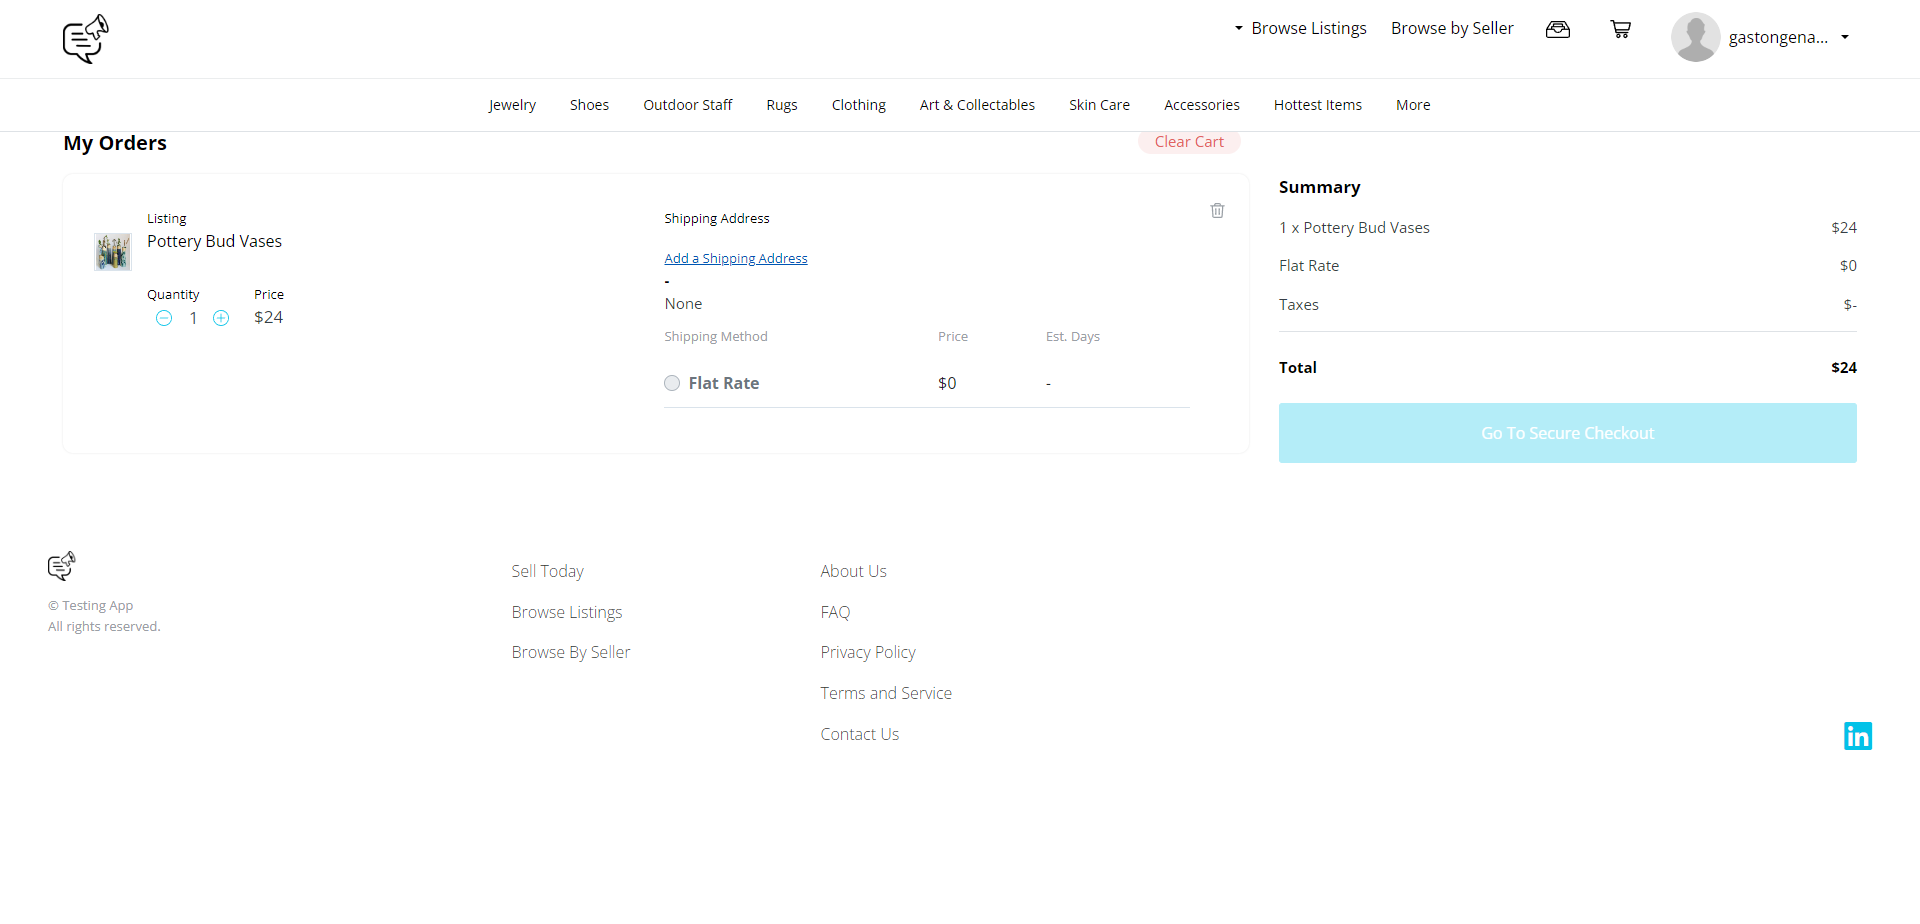 Browse Listings
Browse by Seller
gastongena...
Jewelry
Shoes
Outdoor Staff
Rugs
Clothing
Art & Collectables
Skin Care
Accessories
Hottest Items
More
My Orders
Clear Cart
Listing
Pottery Bud Vases
Quantity
Price
1
$24
Shipping Address
Add a Shipping Address
-
None
Shipping Method
Price
Est. Days
Flat Rate
$0
-
Summary
1 x Pottery Bud Vases
$24
Flat Rate
$0
Taxes
$-
Total
$24
Go To Secure Checkout
© Testing App
All rights reserved.
Sell Today
Browse Listings
Browse By Seller
About Us
FAQ
Privacy Policy
Terms and Service
Contact Us
in